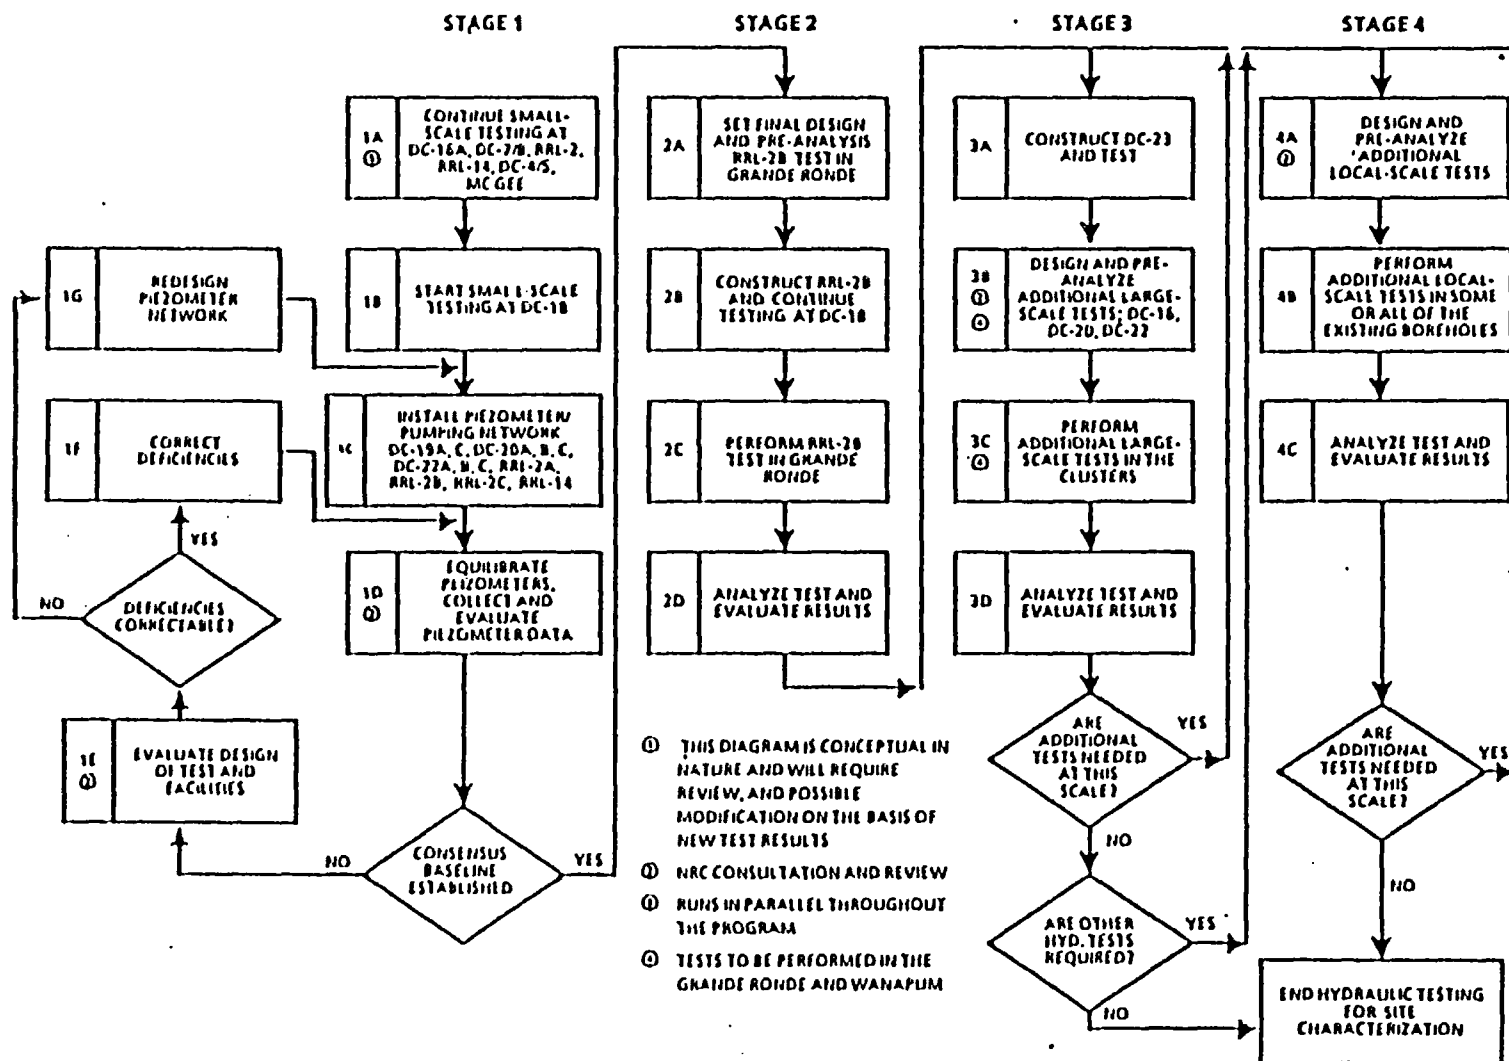 STAGE 1
STAGE 2
STAGE 3
STAGE 4
1A
CONTINUE SMALL-
SCALE TESTING AT
DC-16A, DC-7/8, RRL-2,
RRL-14, DC-4/5,
MC GEE
1B
START SMALL-SCALE
TESTING AT DC-18
1C
INSTALL PIEZOMETER/
PUMPING NETWORK
DC-19A, C, DC-20A, B, C,
DC-22A, B, C, RRL-2A,
RRL-2B, RRL-2C, RRL-14
1D
EQUILIBRATE
PEIZOMETERS,
COLLECT AND
EVALUATE
PIEZOMETER DATA
CONSENSUS
BASELINE
ESTABLISHED
NO
YES
1E
EVALUATE DESIGN
OF TEST AND
FACILITIES
DEFICIENCIES
CORRECTABLE?
NO
YES
1F
CORRECT
DEFICIENCIES
1G
REDESIGN
PIEZOMETER
NETWORK
2A
SET FINAL DESIGN
AND PRE-ANALYSIS
RRL-2B TEST IN
GRANDE RONDE
2B
CONSTRUCT RRL-2B
AND CONTINUE
TESTING AT DC-18
2C
PERFORM RRL-2B
TEST IN GRANDE
RONDE
2D
ANALYZE TEST AND
EVALUATE RESULTS
3A
CONSTRUCT DC-23
AND TEST
3B
④
DESIGN AND PRE-
ANALYZE
ADDITIONAL LARGE-
SCALE TESTS; DC-16,
DC-20, DC-22
3C
④
PERFORM
ADDITIONAL LARGE-
SCALE TESTS IN THE
CLUSTERS
3D
ANALYZE TEST AND
EVALUATE RESULTS
ARE
ADDITIONAL
TESTS NEEDED
AT THIS
SCALE?
YES
NO
ARE OTHER
HYD. TESTS
REQUIRED?
YES
NO
4A
DESIGN AND
PRE-ANALYZE
ADDITIONAL
LOCAL-SCALE TESTS
4B
PERFORM
ADDITIONAL LOCAL-
SCALE TESTS IN SOME
OR ALL OF THE
EXISTING BOREHOLES
4C
ANALYZE TEST AND
EVALUATE RESULTS
ARE
ADDITIONAL
TESTS NEEDED
AT THIS
SCALE?
YES
NO
END HYDRAULIC TESTING
FOR SITE
CHARACTERIZATION
① THIS DIAGRAM IS CONCEPTUAL IN
NATURE AND WILL REQUIRE
REVIEW, AND POSSIBLE
MODIFICATION ON THE BASIS OF
NEW TEST RESULTS
NRC CONSULTATION AND REVIEW
RUNS IN PARALLEL THROUGHOUT
THE PROGRAM
④ TESTS TO BE PERFORMED IN THE
GRANDE RONDE AND WANAPUM